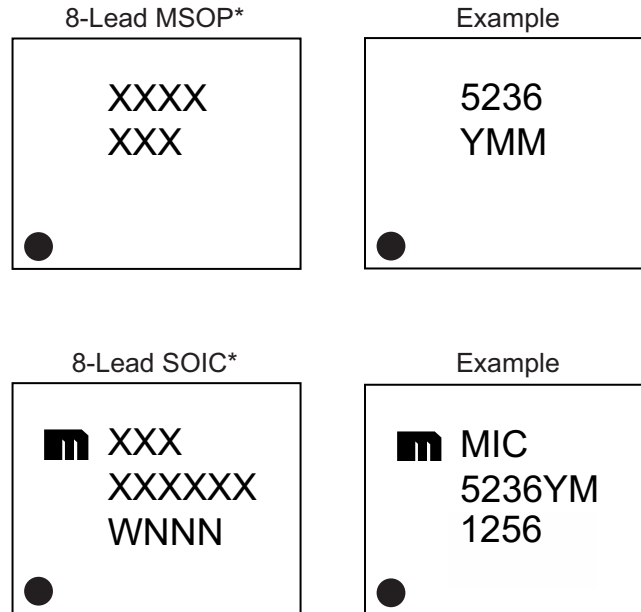 8-Lead MSOP*
Example
XXXX
XXX
5236
YMM
8-Lead SOIC*
Example
XXX
XXXXXX
WNNN
MIC
5236YM
1256